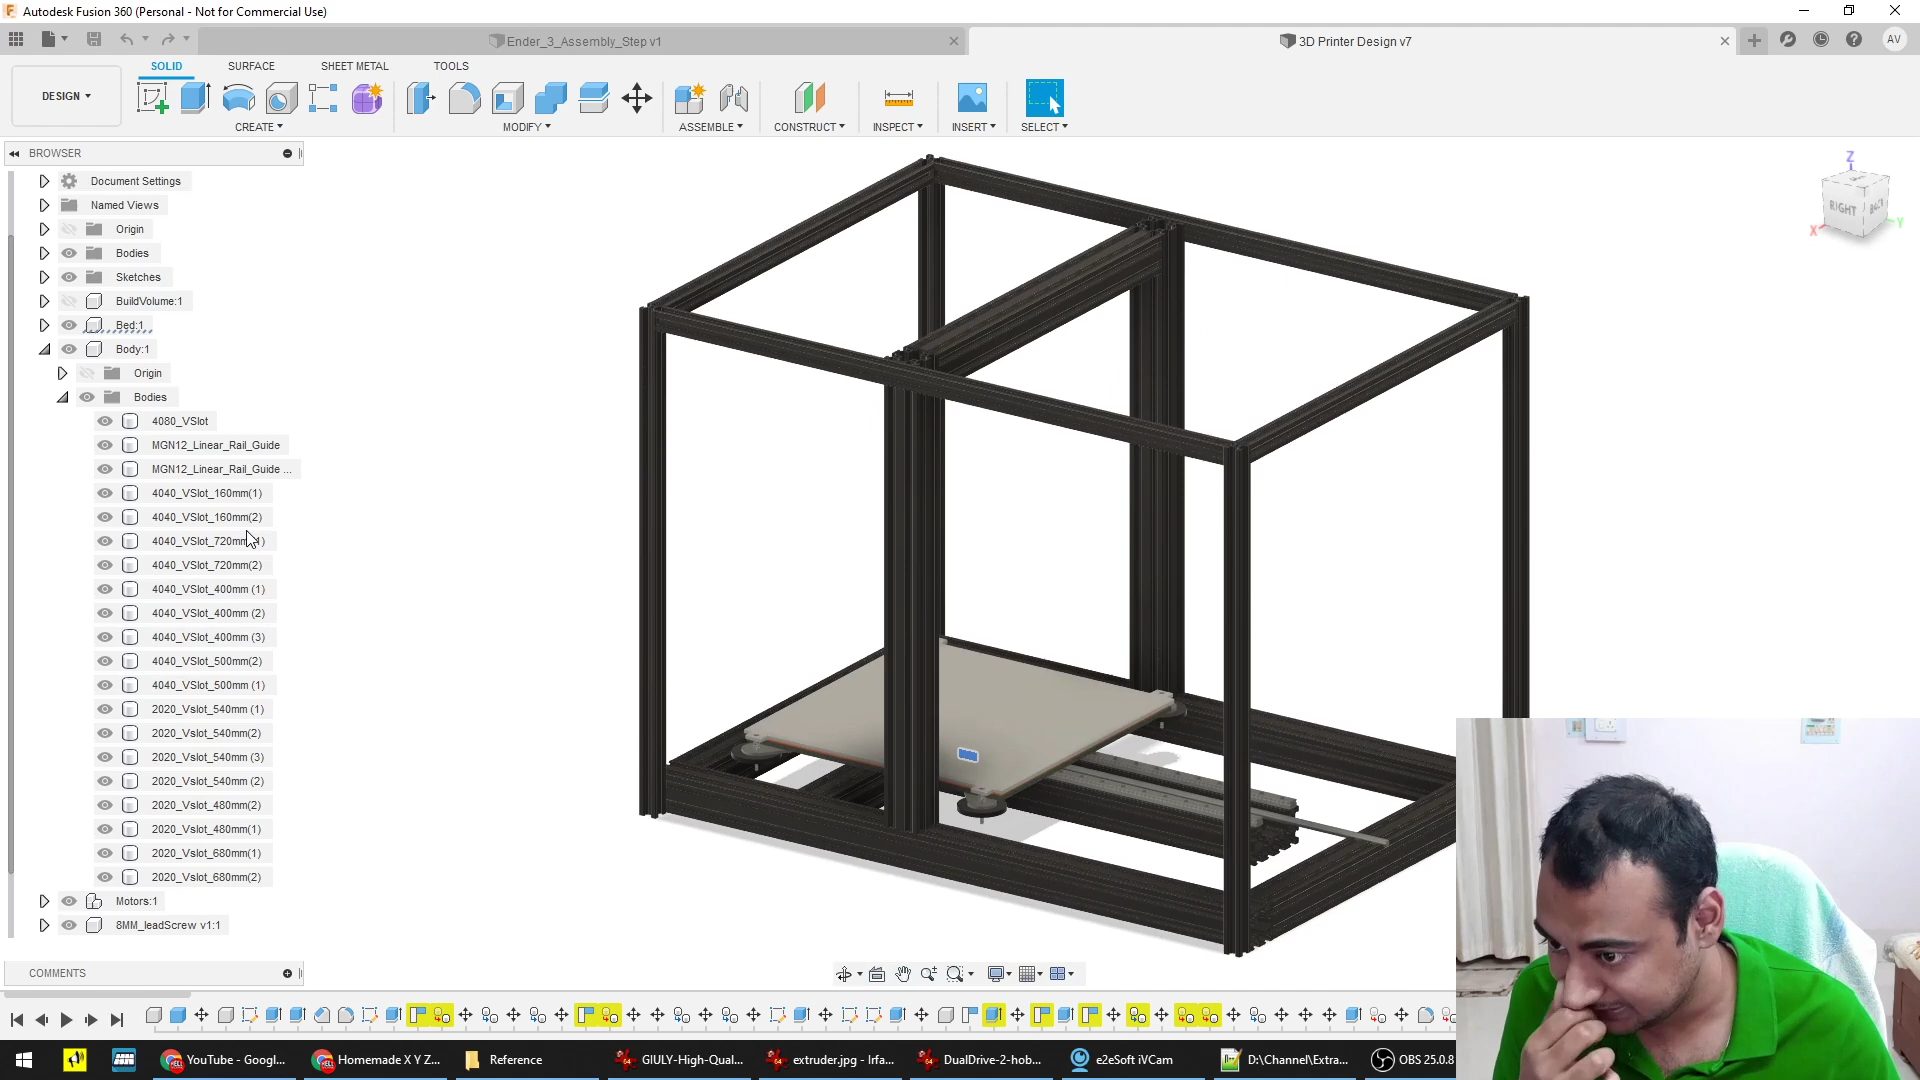 Autodesk Fusion 360 (Personal - Not for Commercial Use)
Ender_3_Assembly_Step v1
3D Printer Design v7
AV
SOLID SURFACE SHEET METAL TOOLS
DESIGN
CREATE MODIFY ASSEMBLE CONSTRUCT INSPECT INSERT SELECT
BROWSER
Document Settings
Named Views
Origin
Bodies
Sketches
BuildVolume:1
Bed:1
Body:1
Origin
Bodies
4080_VSlot
MGN12_Linear_Rail_Guide
MGN12_Linear_Rail_Guide ...
4040_VSlot_160mm(1)
4040_VSlot_160mm(2)
4040_VSlot_720mm(1)
4040_VSlot_720mm(2)
4040_VSlot_400mm (1)
4040_VSlot_400mm (2)
4040_VSlot_400mm (3)
4040_VSlot_500mm(2)
4040_VSlot_500mm (1)
2020_Vslot_540mm (1)
2020_Vslot_540mm(2)
2020_Vslot_540mm (3)
2020_Vslot_540mm (2)
2020_Vslot_480mm(2)
2020_Vslot_480mm(1)
2020_Vslot_680mm(1)
2020_Vslot_680mm(2)
Motors:1
8MM_leadScrew v1:1
COMMENTS
Z
RIGHT BACK
X Y
YouTube - Googl...
Homemade X Y Z...
Reference
GIULY-High-Qual...
extruder.jpg - Irfa...
DualDrive-2-hob...
e2eSoft iVCam
D:\Channel\Extra...
OBS 25.0.8